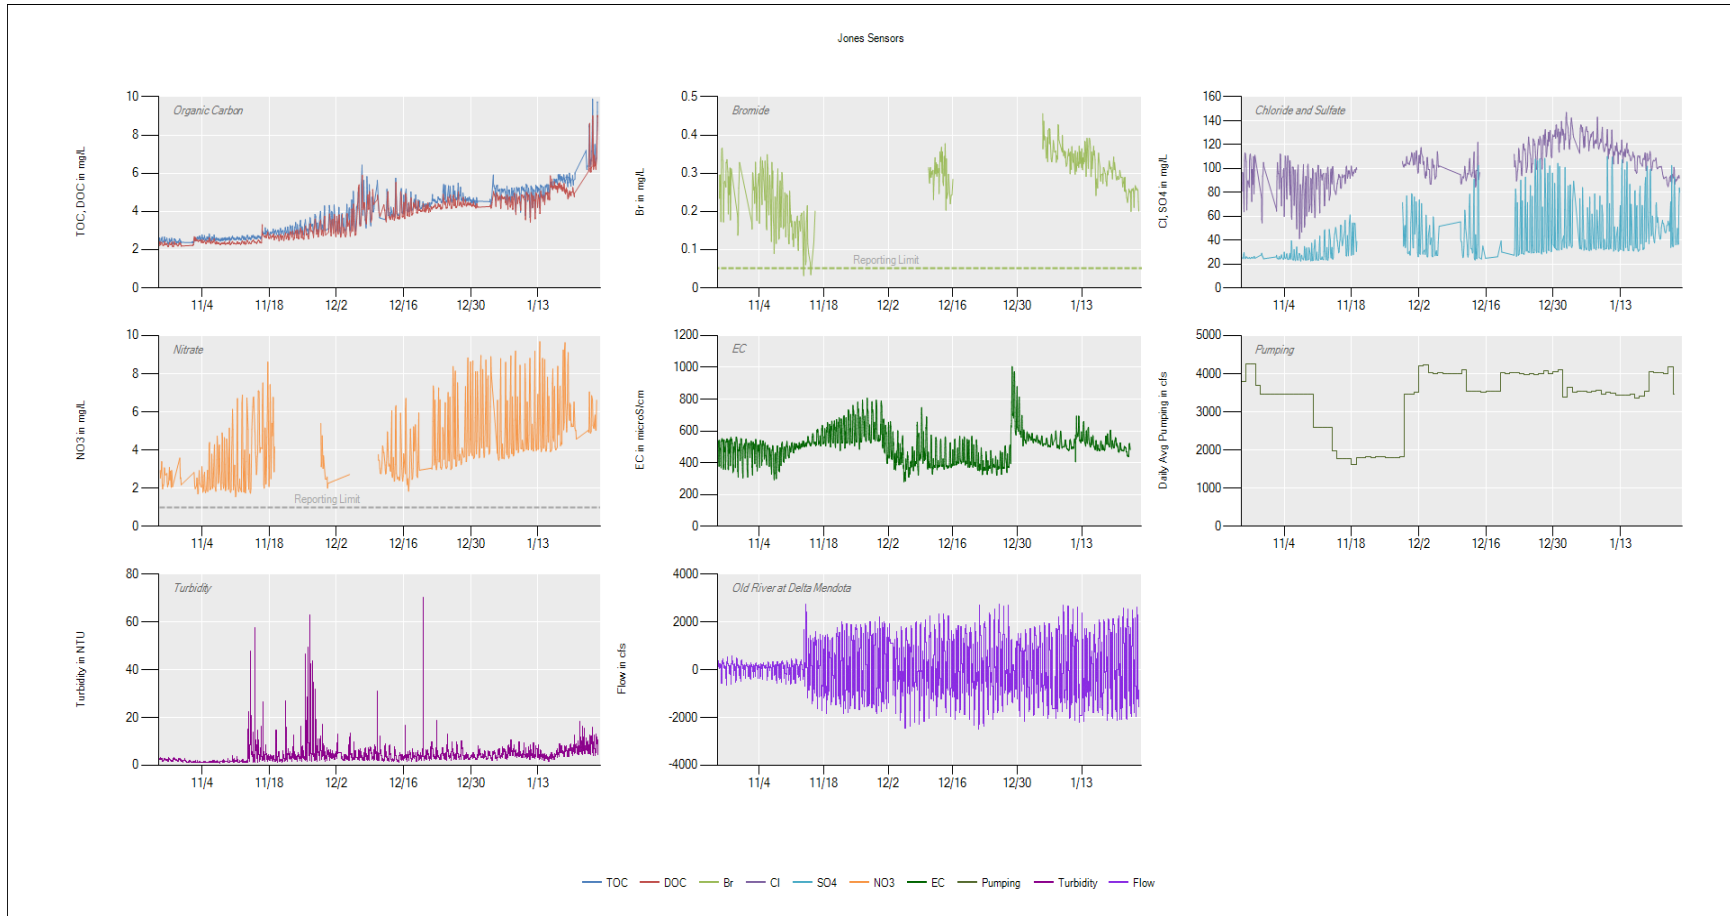 Jones Sensors
Organic Carbon
TOC, DOC in mg/L
10
8
6
4
2
0
11/4 11/18 12/2 12/16 12/30 1/13
Bromide
Br in mg/L
0.5
0.4
0.3
0.2
0.1
0
Reporting Limit
11/4 11/18 12/2 12/16 12/30 1/13
Chloride and Sulfate
Cl, SO4 in mg/L
160
140
120
100
80
60
40
20
0
11/4 11/18 12/2 12/16 12/30 1/13
Nitrate
NO3 in mg/L
10
8
6
4
2
0
Reporting Limit
11/4 11/18 12/2 12/16 12/30 1/13
EC
EC in microS/cm
1200
1000
800
600
400
200
0
11/4 11/18 12/2 12/16 12/30 1/13
Pumping
Daily Avg Pumping in cfs
5000
4000
3000
2000
1000
0
11/4 11/18 12/2 12/16 12/30 1/13
Turbidity
Turbidity in NTU
80
60
40
20
0
11/4 11/18 12/2 12/16 12/30 1/13
Old River at Delta Mendota
Flow in cfs
4000
2000
0
-2000
-4000
11/4 11/18 12/2 12/16 12/30 1/13
TOC DOC Br Cl SO4 NO3 EC Pumping Turbidity Flow